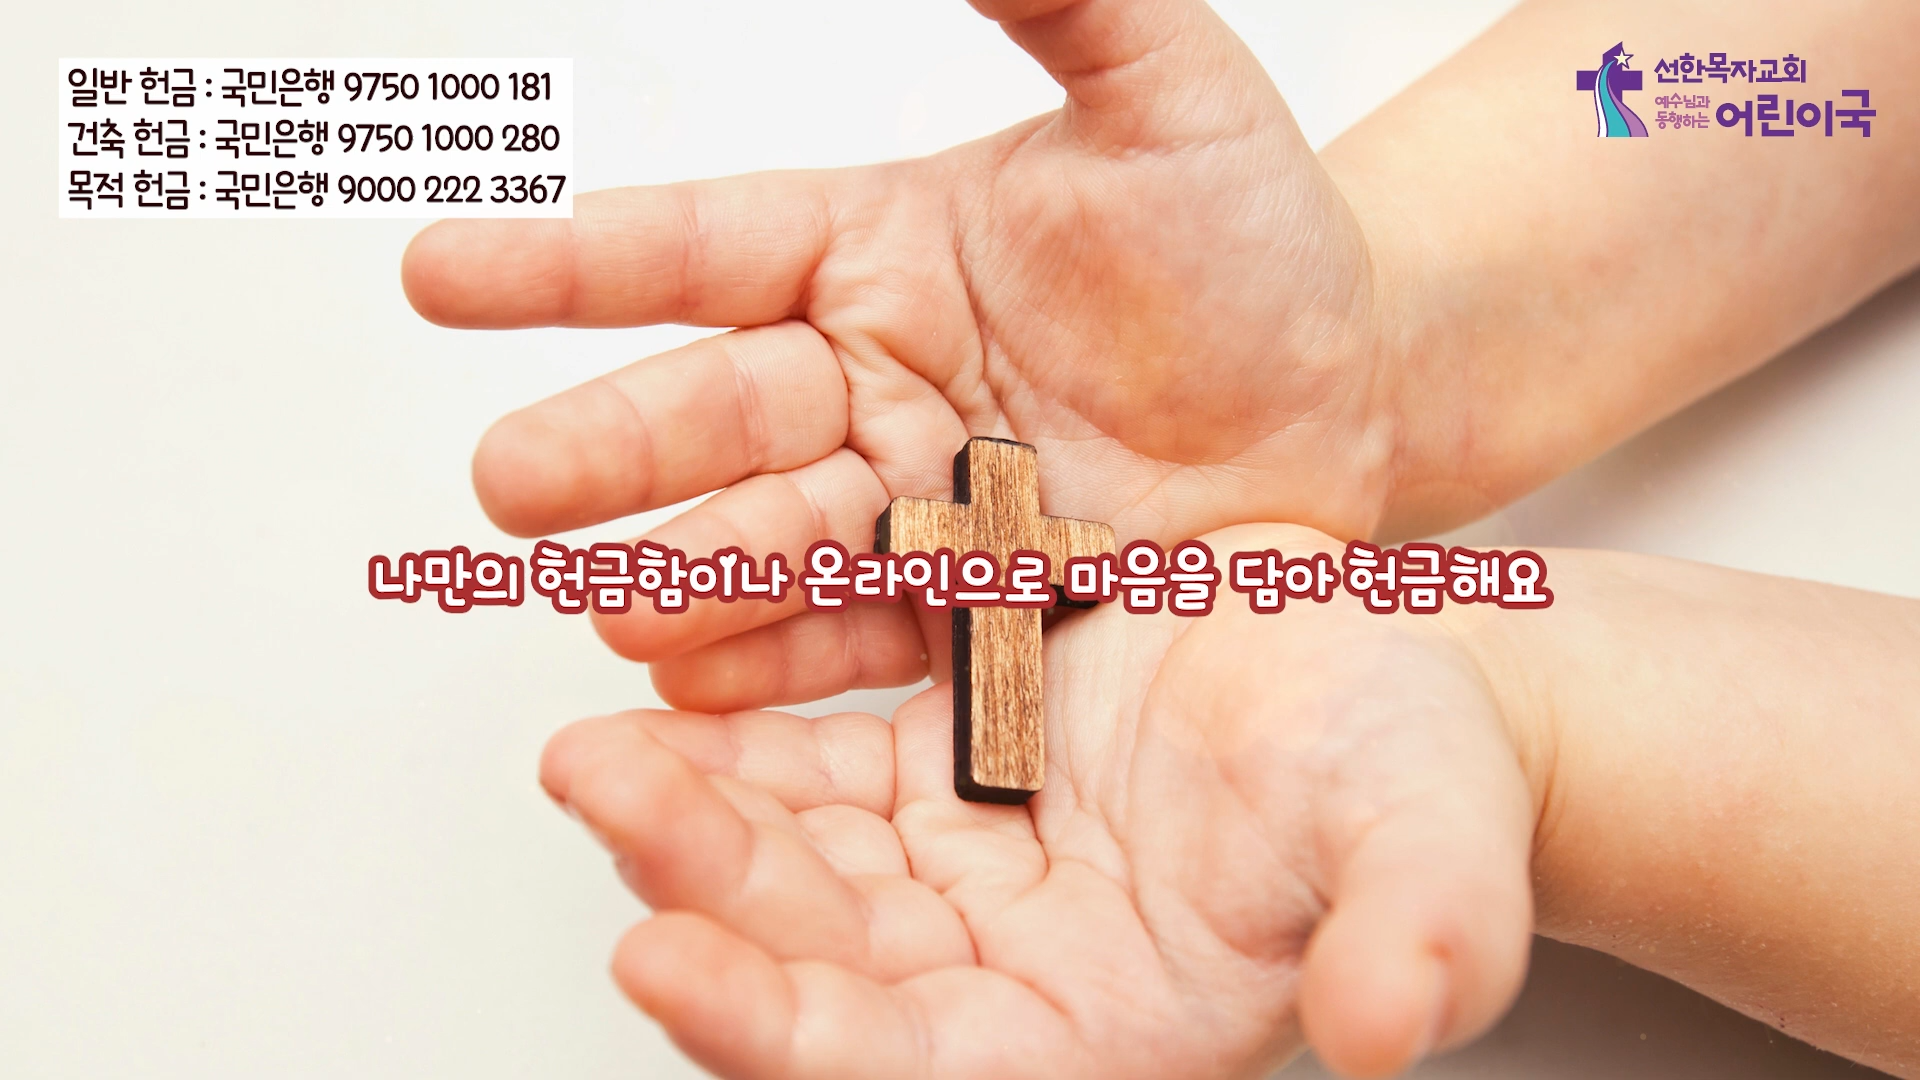 일반 헌금 : 국민은행 9750 1000 181
건축 헌금 : 국민은행 9750 1000 280
목적 헌금 : 국민은행 9000 222 3367
선한목자교회
예수님과
동행하는 어린이국
나만의 헌금함이나 온라인으로 마음을 담아 헌금해요